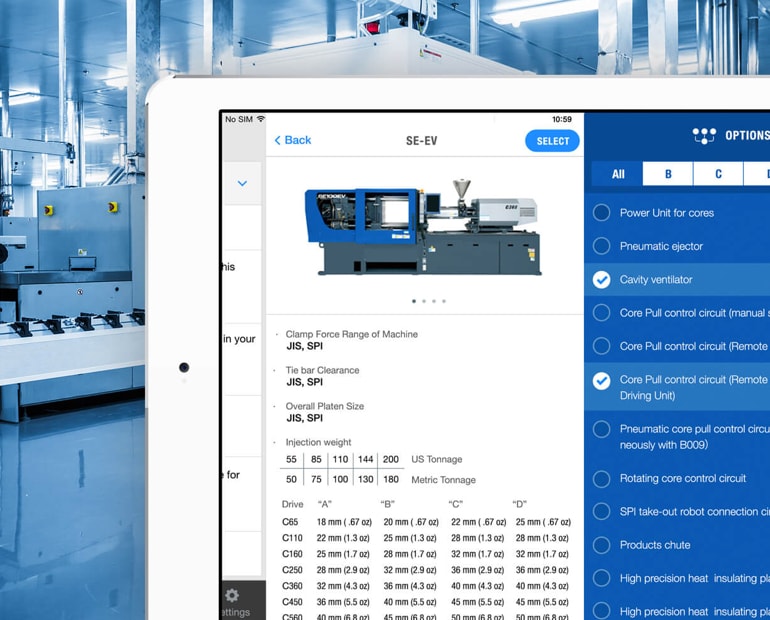 No SIM
10:59
Back
SE-EV
SELECT
OPTIONS
All
B
C
his
in your
for
ettings
· Clamp Force Range of Machine
JIS, SPI
· Tie bar Clearance
JIS, SPI
· Overall Platen Size
JIS, SPI
· Injection weight
55 85 110 144 200 US Tonnage
50 75 100 130 180 Metric Tonnage
Drive “A” “B” “C” “D”
C65 18 mm ( .67 oz) 20 mm ( .67 oz) 22 mm ( .67 oz) 25 mm ( .67 oz)
C110 22 mm (1.3 oz) 25 mm (1.3 oz) 28 mm (1.3 oz) 28 mm (1.3 oz)
C160 25 mm (1.7 oz) 28 mm (1.7 oz) 32 mm (1.7 oz) 32 mm (1.7 oz)
C250 28 mm (2.9 oz) 32 mm (2.9 oz) 36 mm (2.9 oz) 36 mm (2.9 oz)
C360 32 mm (4.3 oz) 36 mm (4.3 oz) 40 mm (4.3 oz) 40 mm (4.3 oz)
C450 36 mm (5.5 oz) 40 mm (5.5 oz) 45 mm (5.5 oz) 45 mm (5.5 oz)
C560 40 mm (6.8 oz) 45 mm (6.8 oz) 50 mm (6.8 oz) 50 mm (6.8 oz)
Power Unit for cores
Pneumatic ejector
Cavity ventilator
Core Pull control circuit (manual s
Core Pull control circuit (Remote
Core Pull control circuit (Remote
Driving Unit)
Pneumatic core pull control circu
neously with B009)
Rotating core control circuit
SPI take-out robot connection ci
Products chute
High precision heat insulating pla
High precision heat insulating pla